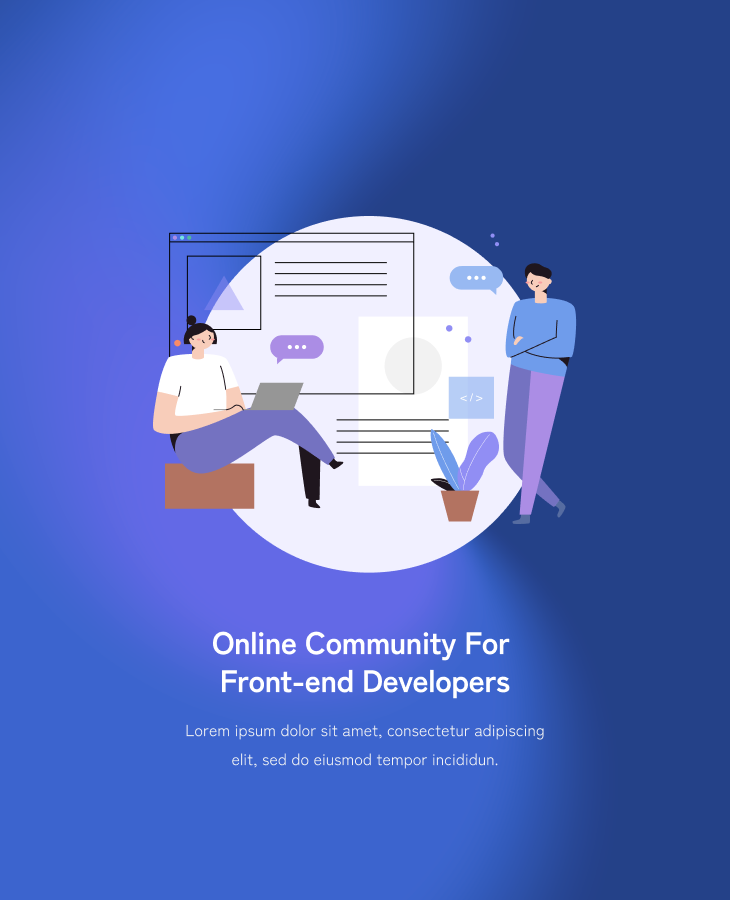 </>
Online Community For
Front-end Developers
Lorem ipsum dolor sit amet, consectetur adipiscing
elit, sed do eiusmod tempor incididun.